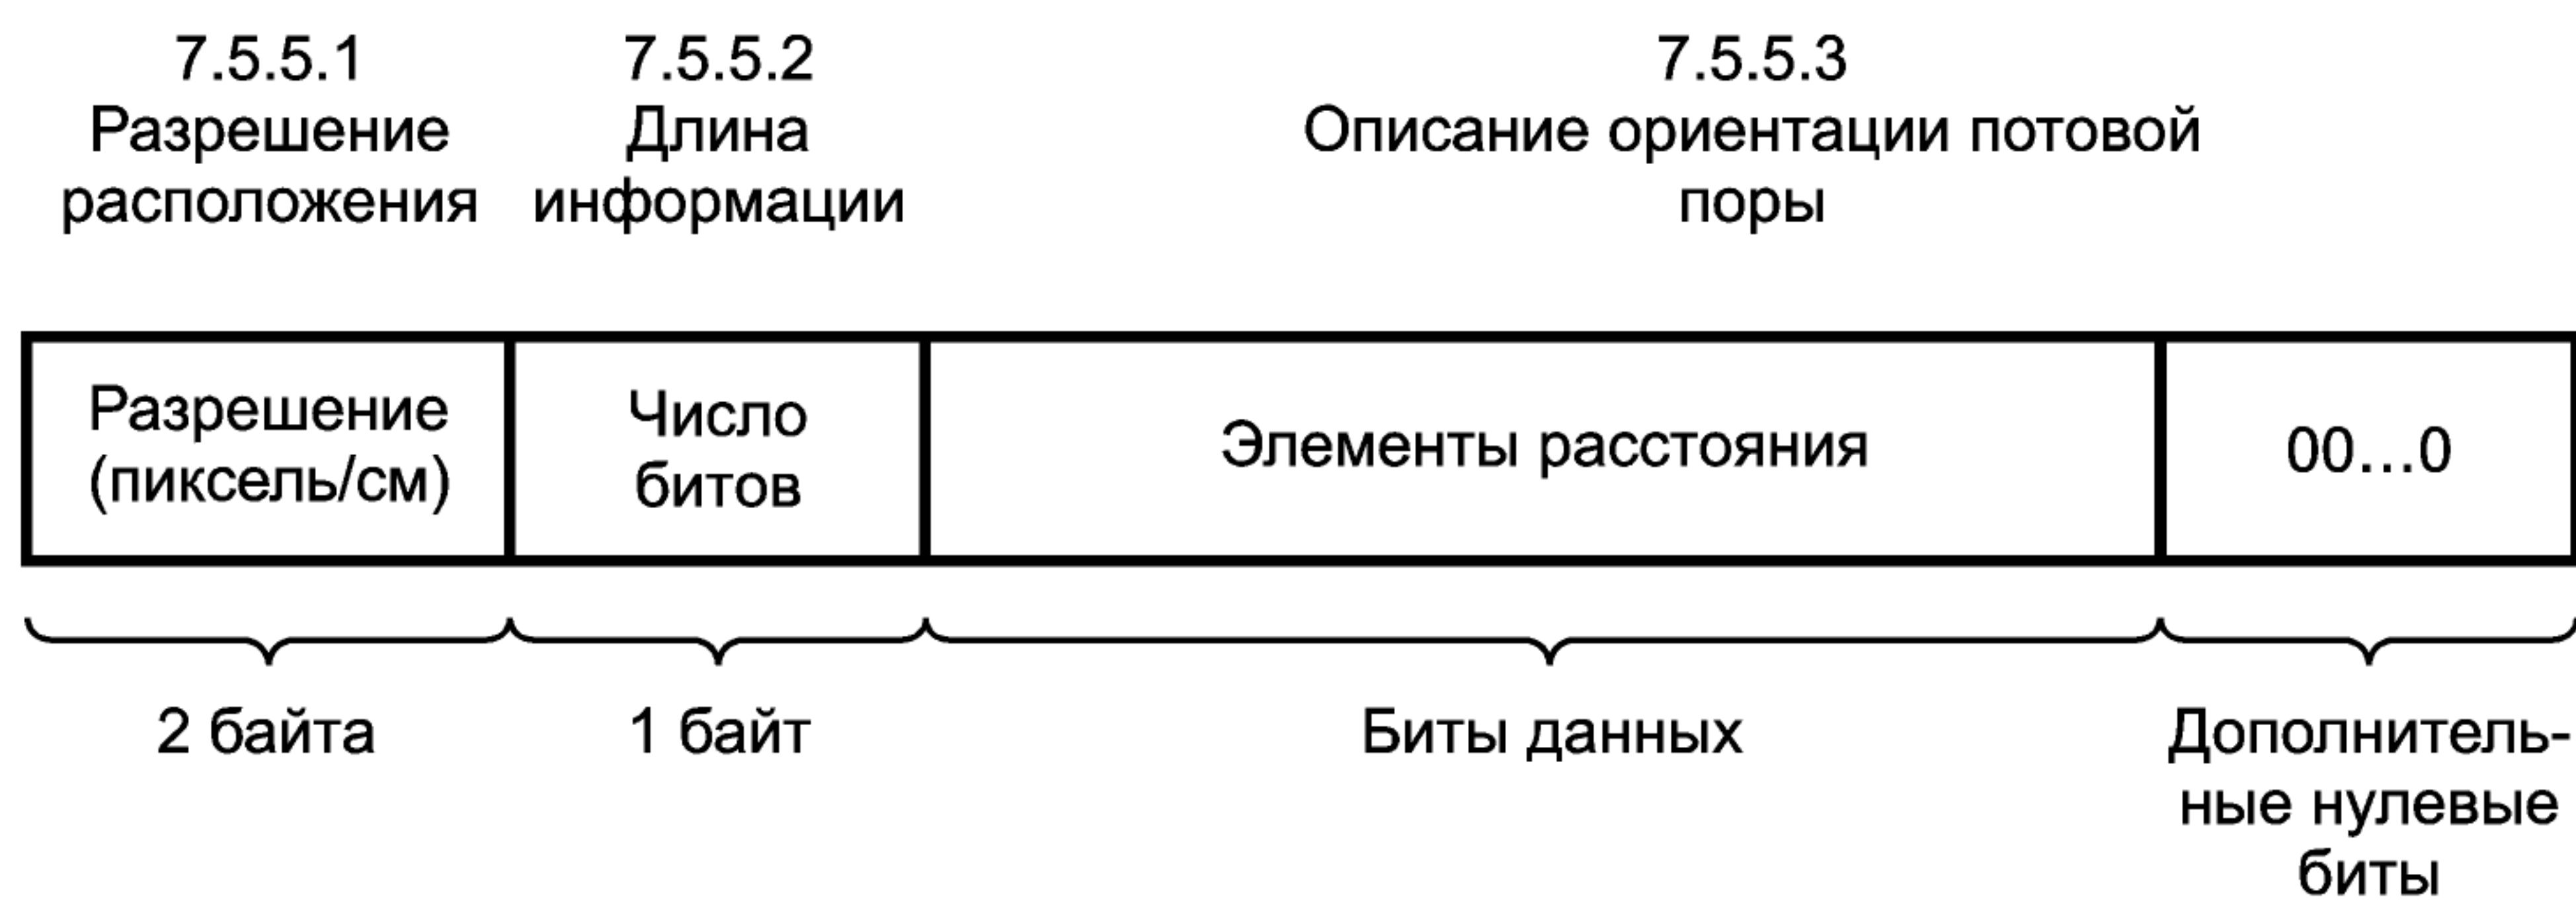 7.5.5.1
Разрешение
расположения
7.5.5.2
Длина
информации
7.5.5.3
Описание ориентации потовой
поры
Разрешение
(пиксель/см)
Число
битов
Элементы расстояния
00...0
2 байта
1 байт
Биты данных
Дополнитель-
ные нулевые
биты